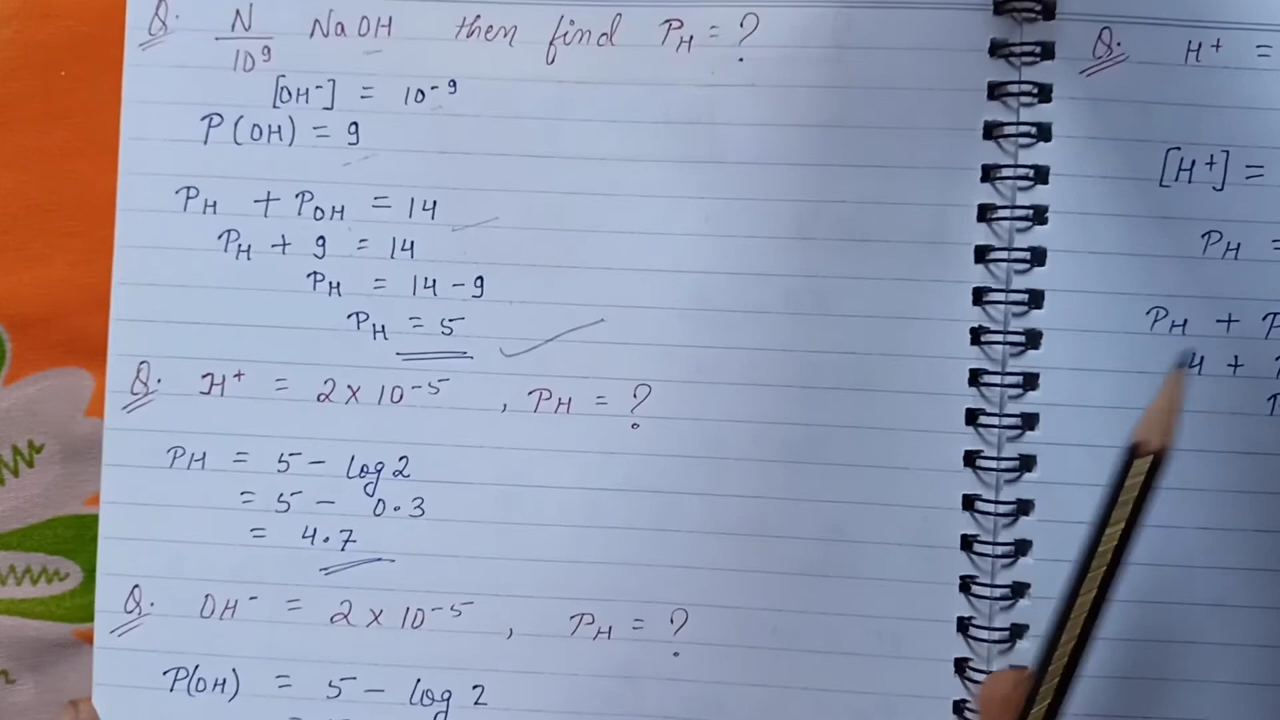 Q. N/10⁹ NaOH then find PH = ?
[OH⁻] = 10⁻⁹
P(OH) = 9
PH + POH = 14
PH + 9 = 14
PH = 14 - 9
PH = 5
Q. H⁺ = 2 x 10⁻⁵ , PH = ?
PH = 5 - log 2
= 5 - 0.3
= 4.7
Q. OH⁻ = 2 x 10⁻⁵ , PH = ?
P(OH) = 5 - log 2
Q. H⁺ =
[H⁺] =
PH =
PH +
4 +